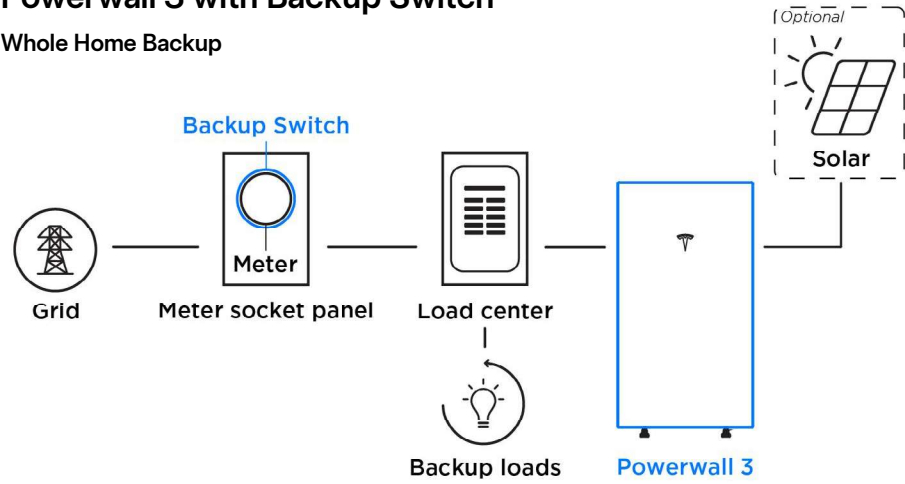 Powerwall 3 with Backup Switch
Whole Home Backup
Optional
Solar
Backup Switch
Meter
Grid
Meter socket panel
Load center
Backup loads
Powerwall 3